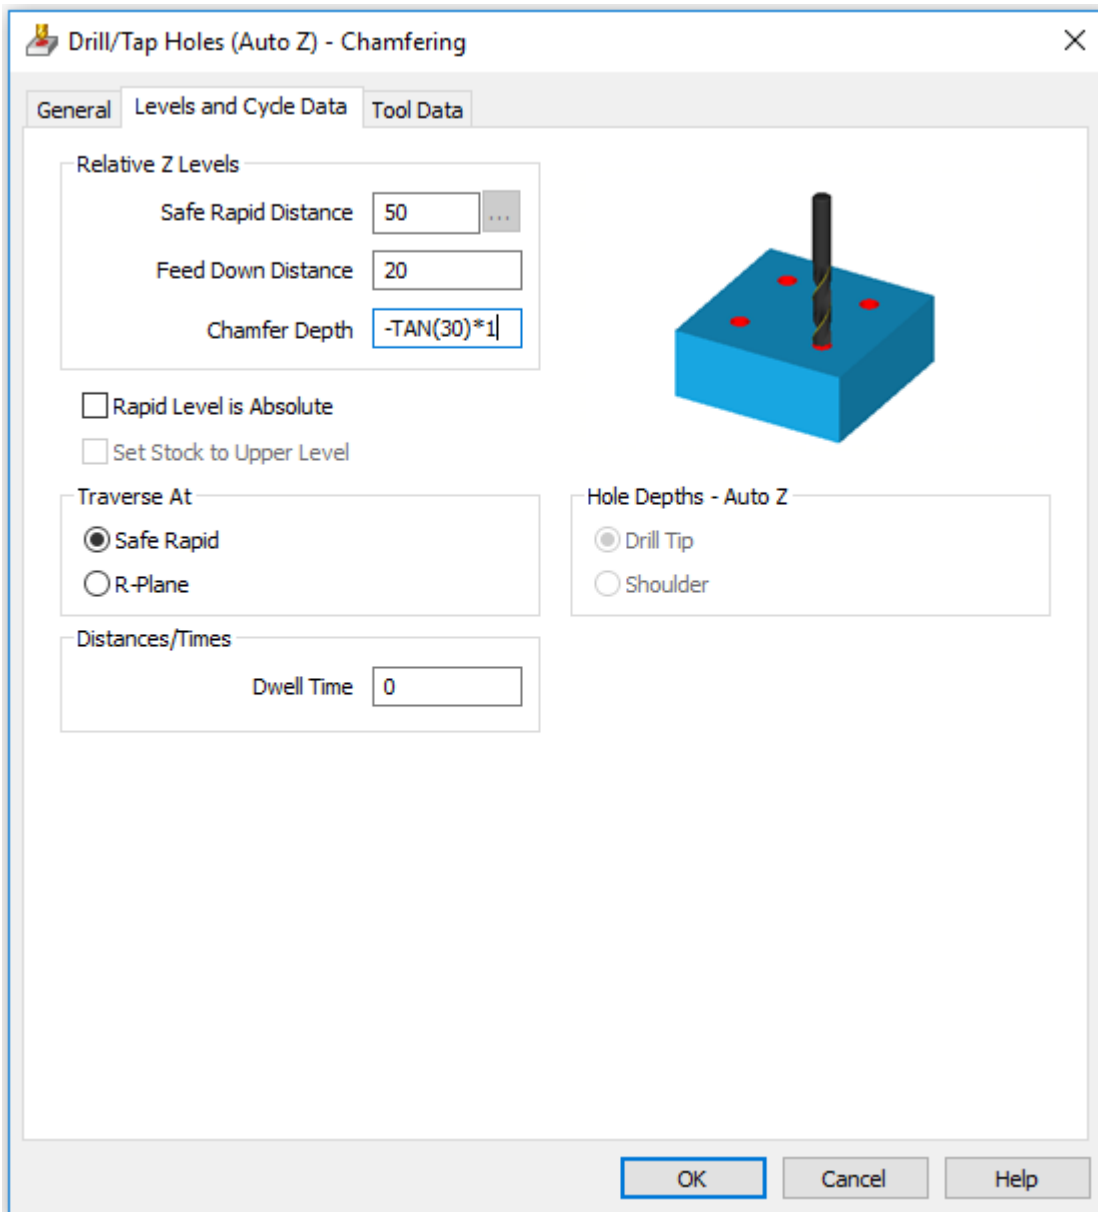 Drill/Tap Holes (Auto Z) - Chamfering
General Levels and Cycle Data Tool Data
Relative Z Levels
Safe Rapid Distance 50 ...
Feed Down Distance 20
Chamfer Depth -TAN(30)*1
Rapid Level is Absolute
Set Stock to Upper Level
Traverse At
Safe Rapid
R-Plane
Hole Depths - Auto Z
Drill Tip
Shoulder
Distances/Times
Dwell Time 0
OK Cancel Help